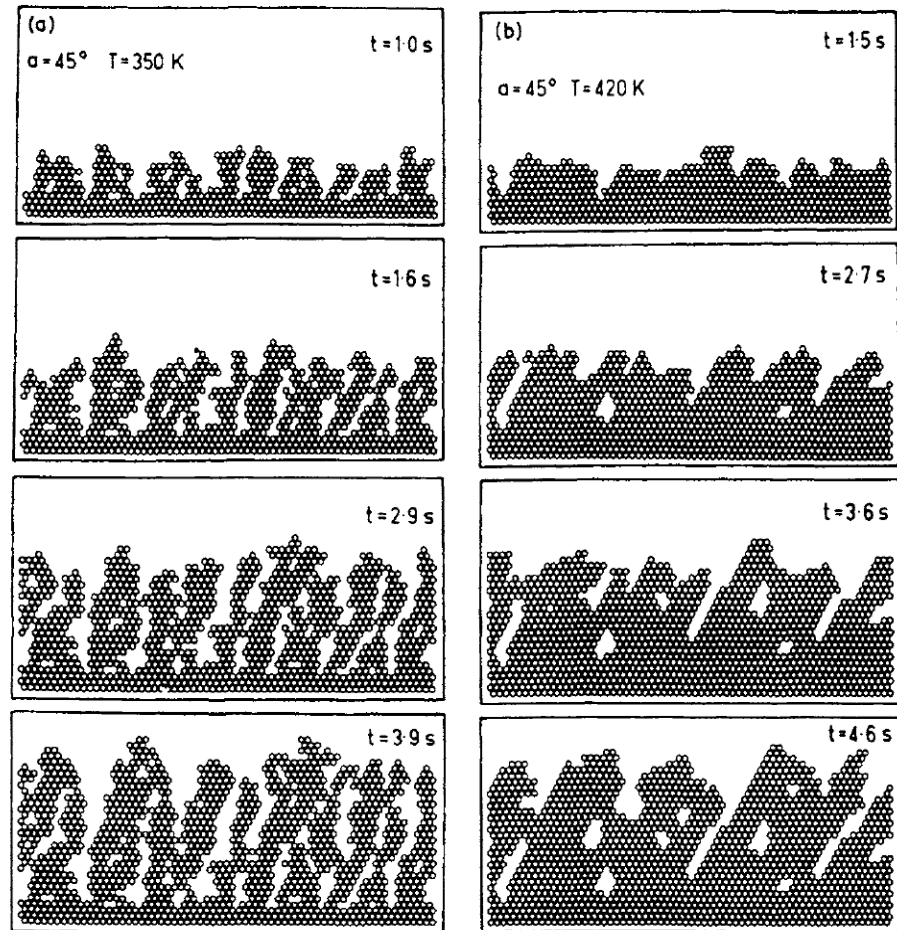 (a)
t=1·0 s
a=45° T=350 K
t=1·6 s
t=2·9 s
t=3·9 s
(b)
t=1·5 s
a=45° T=420 K
t=2·7 s
t=3·6 s
t=4·6 s